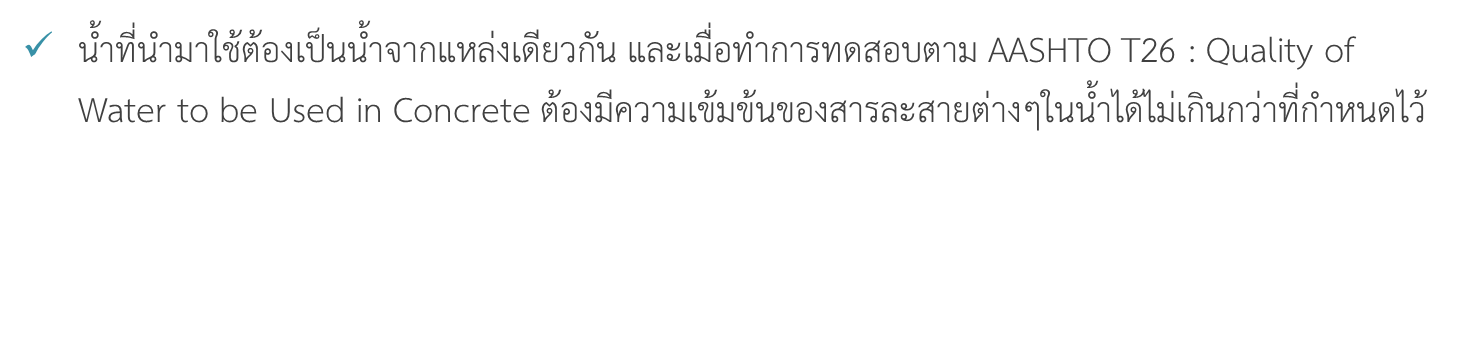 ✓ น้ำที่นำมาใช้ต้องเป็นน้ำจากแหล่งเดียวกัน และเมื่อทำการทดสอบตาม AASHTO T26 : Quality of
Water to be Used in Concrete ต้องมีความเข้มข้นของสารละสายต่างๆในน้ำได้ไม่เกินกว่าที่กำหนดไว้